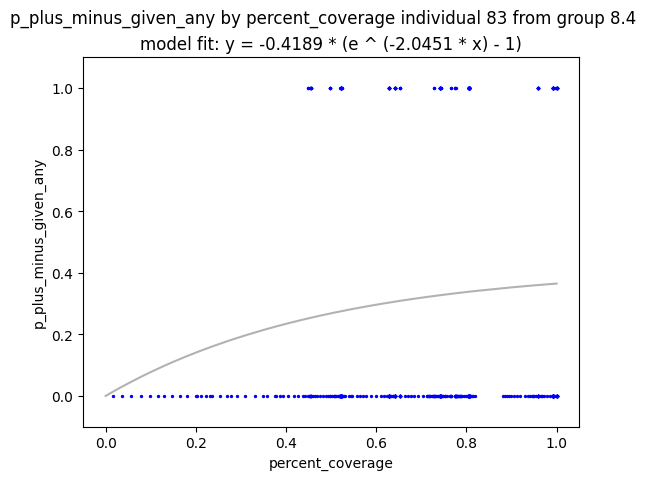 p_plus_minus_given_any by percent_coverage individual 83 from group 8.4
model fit: y = -0.4189 * (e ^ (-2.0451 * x) - 1)
1.0
0.8
0.6
0.4
0.2
0.0
p_plus_minus_given_any
0.0 0.2 0.4 0.6 0.8 1.0
percent_coverage